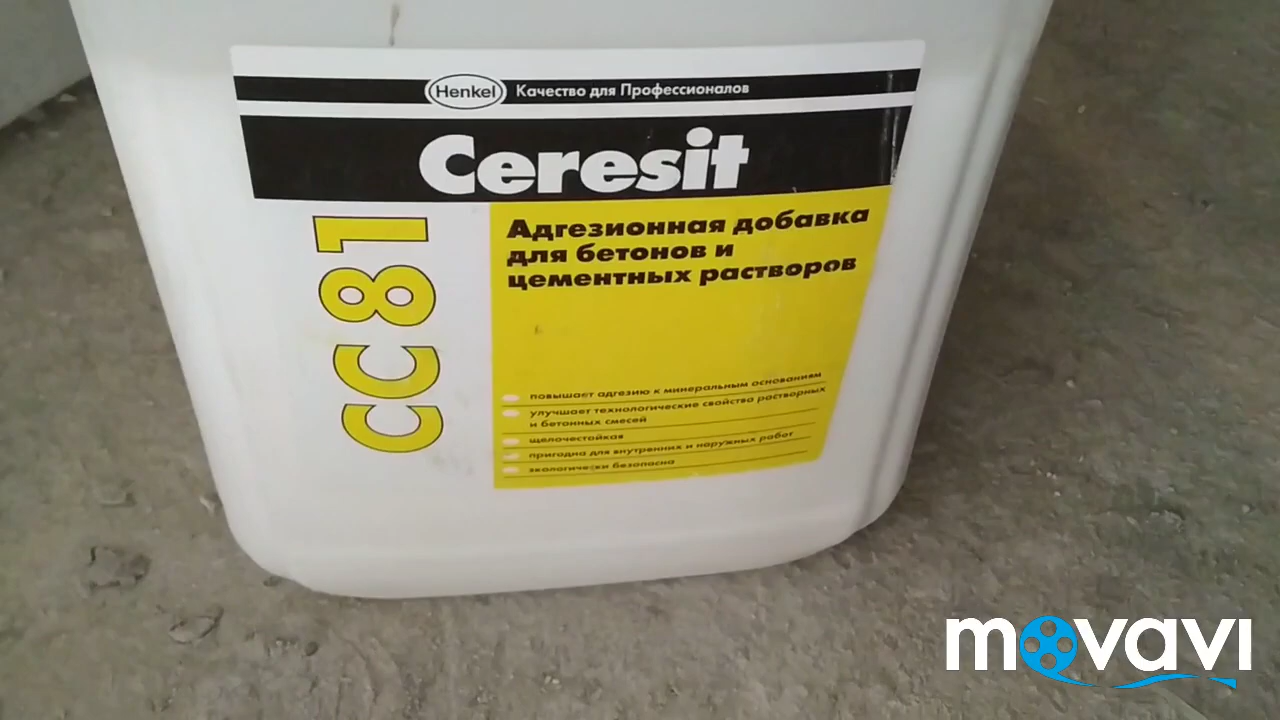 Henkel Качество для Профессионалов
Ceresit
CC 81
Адгезионная добавка
для бетонов и
цементных растворов
повышает адгезию к минеральным основаниям
улучшает технологические свойства растворных
и бетонных смесей
щелочестойкая
пригодна для внутренних и наружных работ
экологически безопасна
movavi